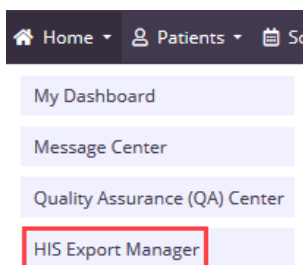 Home Patients
My Dashboard
Message Center
Quality Assurance (QA) Center
HIS Export Manager